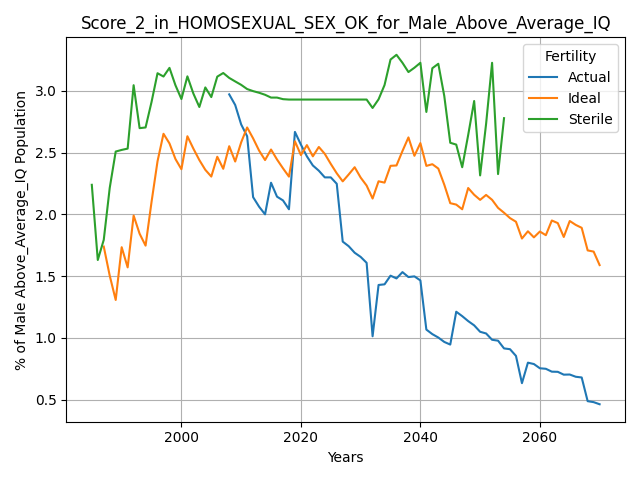 Score_2_in_HOMOSEXUAL_SEX_OK_for_Male_Above_Average_IQ
% of Male Above_Average_IQ Population
3.0
2.5
2.0
1.5
1.0
0.5
Fertility
Actual
Ideal
Sterile
2000
2020
2040
2060
Years